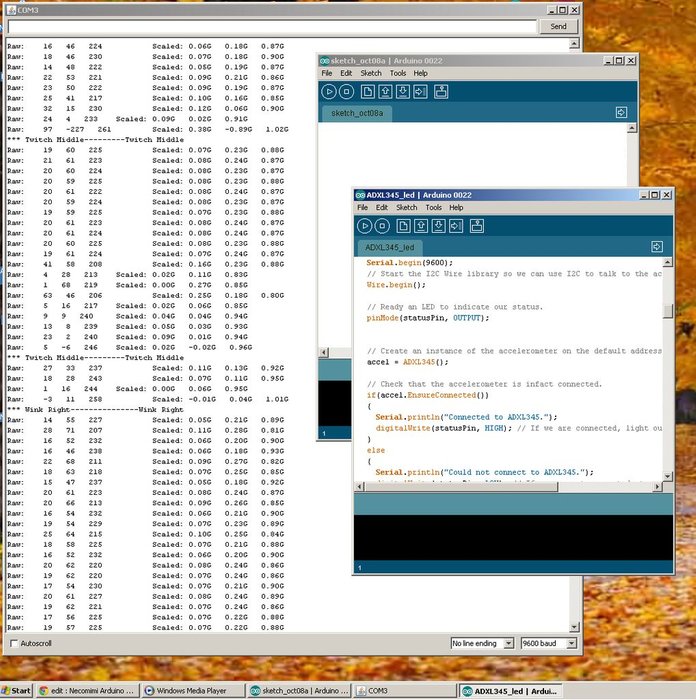 COM3
Send
Raw: 16 46 224 Scaled: 0.06G 0.18G 0.87G
Raw: 18 46 230 Scaled: 0.07G 0.18G 0.90G
Raw: 14 48 222 Scaled: 0.05G 0.19G 0.87G
Raw: 22 53 221 Scaled: 0.09G 0.21G 0.86G
Raw: 23 50 222 Scaled: 0.09G 0.19G 0.87G
Raw: 25 41 217 Scaled: 0.10G 0.16G 0.85G
Raw: 32 15 230 Scaled: 0.12G 0.06G 0.90G
Raw: 24 4 233 Scaled: 0.09G 0.02G 0.91G
Raw: 97 -227 261 Scaled: 0.38G -0.89G 1.02G
*** Twitch Middle---------Twitch Middle
Raw: 19 60 225 Scaled: 0.07G 0.23G 0.88G
Raw: 21 61 223 Scaled: 0.08G 0.24G 0.87G
Raw: 20 60 224 Scaled: 0.08G 0.23G 0.87G
Raw: 20 59 225 Scaled: 0.08G 0.23G 0.88G
Raw: 20 61 222 Scaled: 0.08G 0.24G 0.87G
Raw: 20 59 224 Scaled: 0.08G 0.23G 0.87G
Raw: 19 59 225 Scaled: 0.07G 0.23G 0.88G
Raw: 20 61 223 Scaled: 0.08G 0.24G 0.87G
Raw: 20 61 224 Scaled: 0.08G 0.24G 0.87G
Raw: 20 60 225 Scaled: 0.08G 0.23G 0.88G
Raw: 19 61 224 Scaled: 0.07G 0.24G 0.87G
Raw: 41 58 208 Scaled: 0.16G 0.23G 0.88G
Raw: 4 28 213 Scaled: 0.02G 0.11G 0.83G
Raw: 1 68 219 Scaled: 0.00G 0.27G 0.85G
Raw: 63 46 206 Scaled: 0.25G 0.18G 0.80G
Raw: 5 16 217 Scaled: 0.02G 0.06G 0.85G
Raw: 9 9 240 Scaled: 0.04G 0.04G 0.94G
Raw: 13 8 239 Scaled: 0.05G 0.03G 0.93G
Raw: 23 2 240 Scaled: 0.09G 0.01G 0.94G
Raw: 5 -6 246 Scaled: 0.02G -0.02G 0.96G
*** Twitch Middle---------Twitch Middle
Raw: 27 33 237 Scaled: 0.11G 0.13G 0.92G
Raw: 18 28 243 Scaled: 0.07G 0.11G 0.95G
Raw: 1 16 244 Scaled: 0.00G 0.06G 0.95G
Raw: -3 11 258 Scaled: -0.01G 0.04G 1.01G
*** Wink Right---------------Wink Right
Raw: 14 55 227 Scaled: 0.05G 0.21G 0.89G
Raw: 28 71 207 Scaled: 0.11G 0.28G 0.81G
Raw: 16 52 232 Scaled: 0.06G 0.20G 0.90G
Raw: 16 46 238 Scaled: 0.06G 0.18G 0.93G
Raw: 22 68 211 Scaled: 0.09G 0.27G 0.82G
Raw: 18 63 218 Scaled: 0.07G 0.25G 0.85G
Raw: 15 47 237 Scaled: 0.05G 0.18G 0.92G
Raw: 20 61 223 Scaled: 0.08G 0.24G 0.87G
Raw: 20 66 213 Scaled: 0.09G 0.26G 0.85G
Raw: 16 54 232 Scaled: 0.06G 0.21G 0.90G
Raw: 19 54 229 Scaled: 0.07G 0.23G 0.89G
Raw: 25 64 215 Scaled: 0.10G 0.25G 0.84G
Raw: 18 58 225 Scaled: 0.07G 0.21G 0.88G
Raw: 16 52 232 Scaled: 0.06G 0.20G 0.90G
Raw: 20 62 220 Scaled: 0.08G 0.24G 0.86G
Raw: 19 62 220 Scaled: 0.07G 0.24G 0.86G
Raw: 17 54 230 Scaled: 0.07G 0.21G 0.90G
Raw: 20 61 227 Scaled: 0.08G 0.24G 0.89G
Raw: 19 62 221 Scaled: 0.07G 0.24G 0.86G
Raw: 17 56 225 Scaled: 0.07G 0.22G 0.88G
Raw: 19 57 225 Scaled: 0.07G 0.22G 0.88G
Autoscroll
No line ending
9600 baud
sketch_oct08a | Arduino 0022
File Edit Sketch Tools Help
sketch_oct08a
1
ADXL345_led | Arduino 0022
File Edit Sketch Tools Help
ADXL345_led
Serial.begin(9600);
// Start the I2C Wire library so we can use I2C to talk to the ac
Wire.begin();
// Ready an LED to indicate our status.
pinMode(statusPin, OUTPUT);
// Create an instance of the accelerometer on the default address
accel = ADXL345();
// Check that the accelerometer is infact connected.
if(accel.EnsureConnected())
{
Serial.println("Connected to ADXL345.");
digitalWrite(statusPin, HIGH); // If we are connected, light ou
}
else
{
Serial.println("Could not connect to ADXL345.");
1
Start
edit : Necomimi Arduino ...
Windows Media Player
sketch_oct08a | Arduino ...
COM3
ADXL345_led | Ardui...